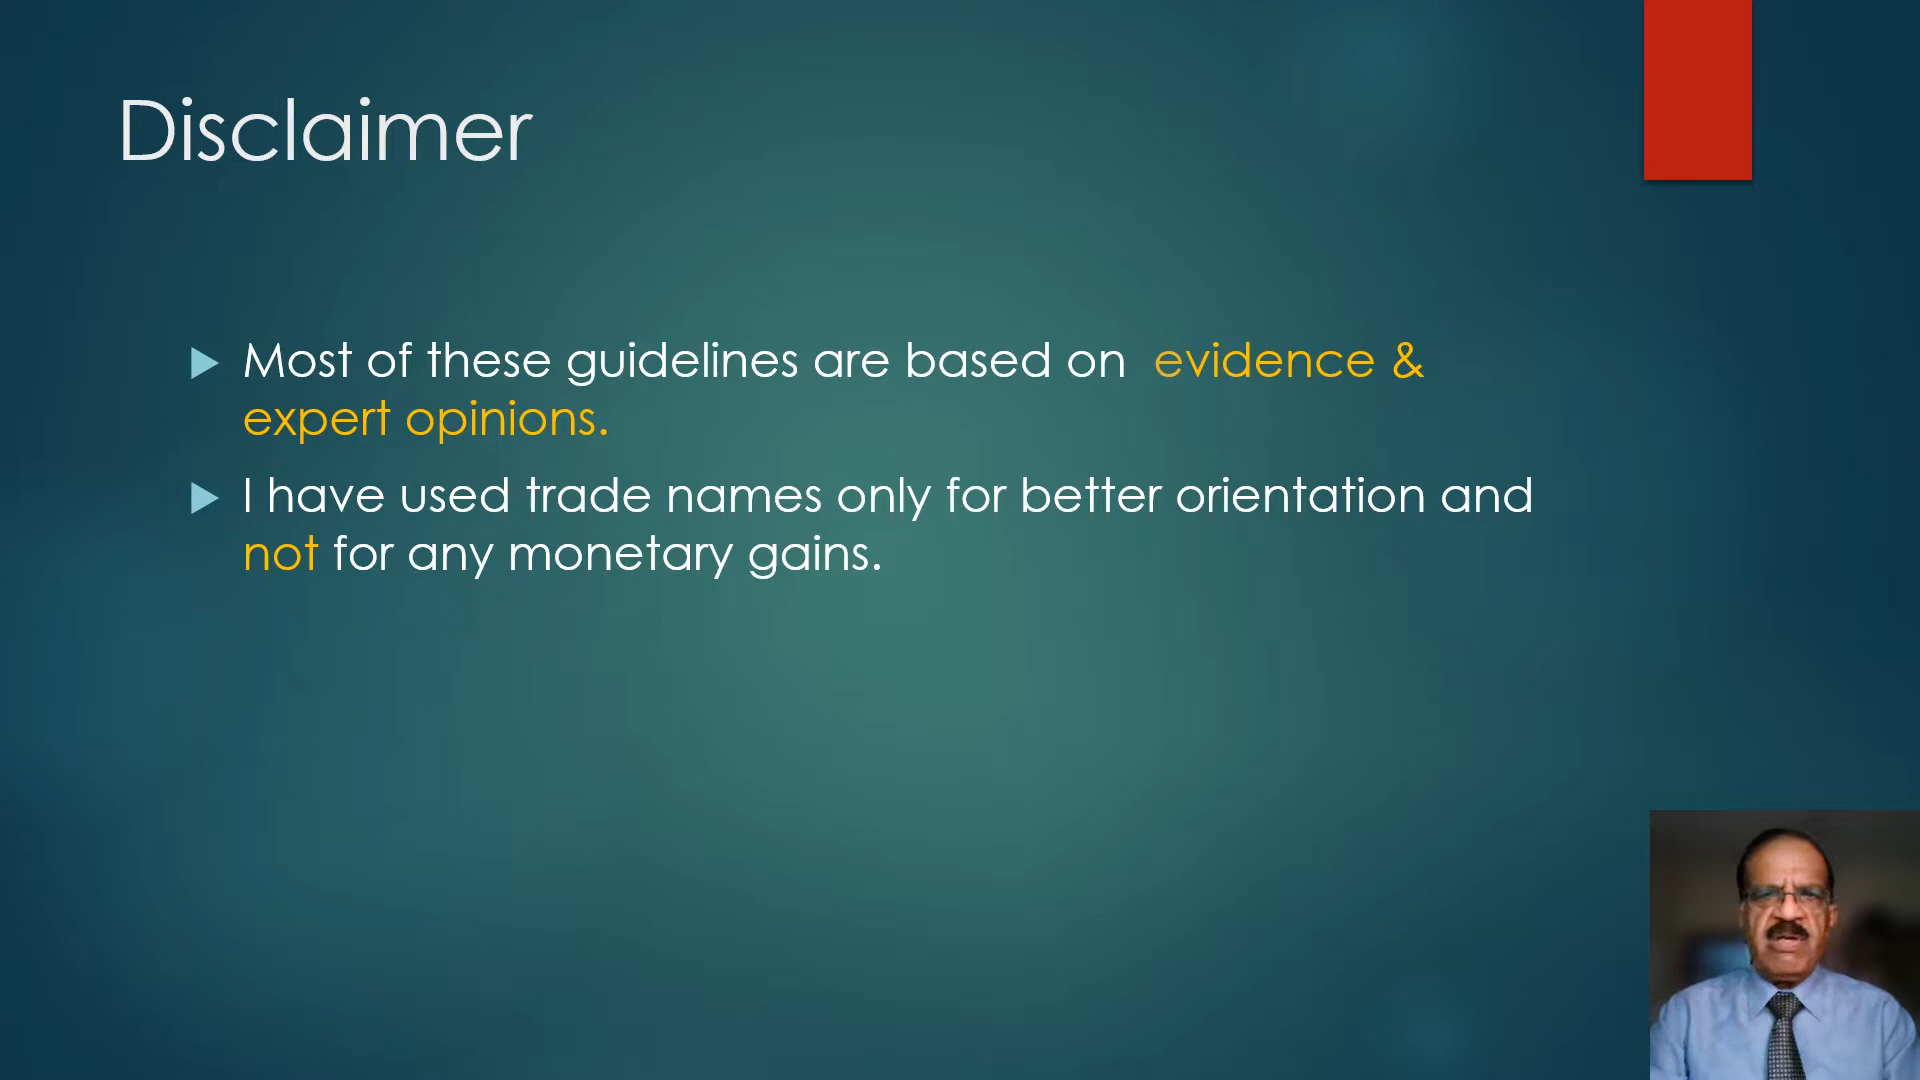 Disclaimer
Most of these guidelines are based on evidence &
expert opinions.
I have used trade names only for better orientation and
not for any monetary gains.